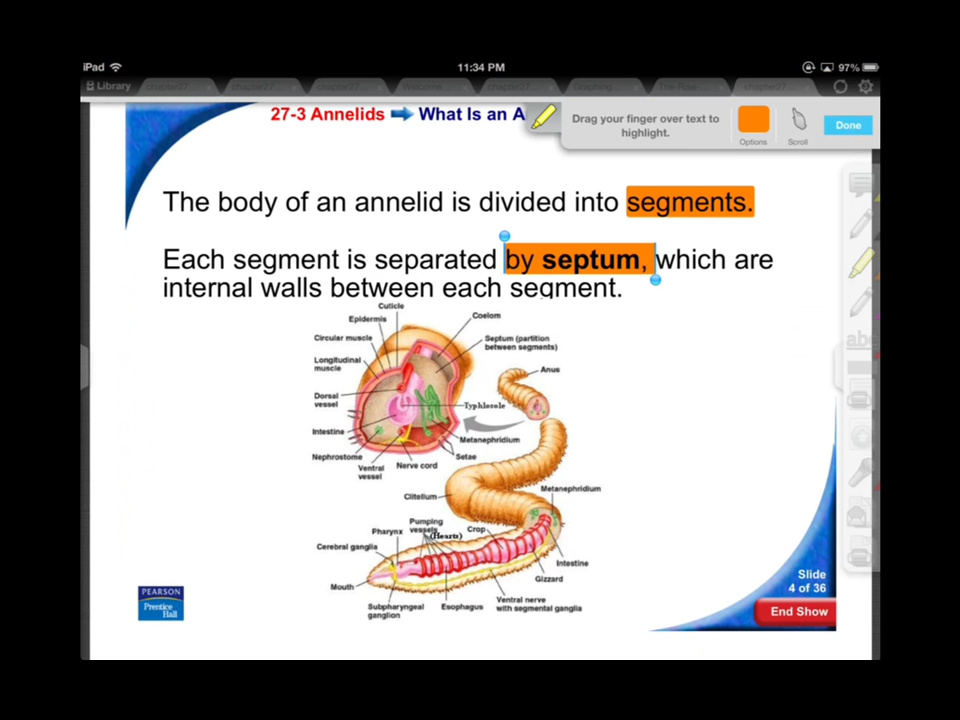 iPad
11:34 PM
97%
Library
27-3 Annelids
What Is an A
Drag your finger over text to
highlight.
Options
Scroll
Done
The body of an annelid is divided into segments.
Each segment is separated by septum, which are
internal walls between each segment.
Cuticle
Epidermis
Coelom
Circular muscle
Septum (partition
between segments)
Longitudinal
muscle
Anus
Dorsal
vessel
Typhlosole
Intestine
Metanephridium
Nephrostome
Setae
Ventral
vessel
Nerve cord
Clitellum
Metanephridium
Pumping
vessels
(Hearts)
Pharynx
Crop
Cerebral ganglia
Intestine
Gizzard
Mouth
Subpharyngeal
ganglion
Esophagus
Ventral nerve
with segmental ganglia
PEARSON
Prentice
Hall
Slide
4 of 36
End Show
abc